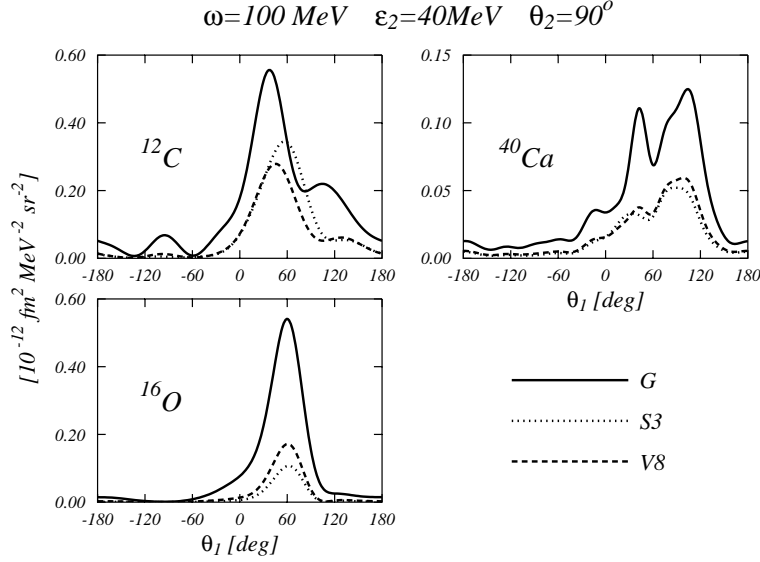 ω=100 MeV ε₂=40MeV θ₂=90°
[10⁻¹² fm² MeV⁻² sr⁻²]
0.60
0.40
0.20
0.00
¹²C
-180 -120 -60 0 60 120 180
0.15
0.10
0.05
0.00
⁴⁰Ca
-180 -120 -60 0 60 120 180
θ₁ [deg]
0.60
0.40
0.20
0.00
¹⁶O
-180 -120 -60 0 60 120 180
θ₁ [deg]
G
S3
V8